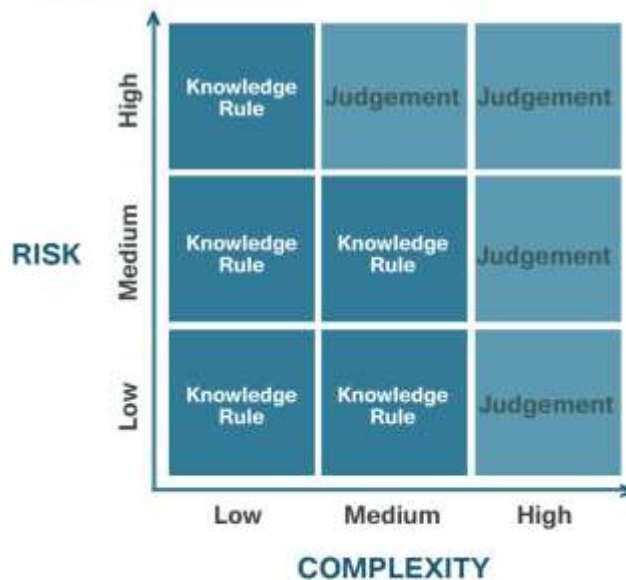 High
Knowledge
Rule
Judgement
Judgement
RISK
Medium
Knowledge
Rule
Knowledge
Rule
Judgement
Low
Knowledge
Rule
Knowledge
Rule
Judgement
Low
Medium
High
COMPLEXITY